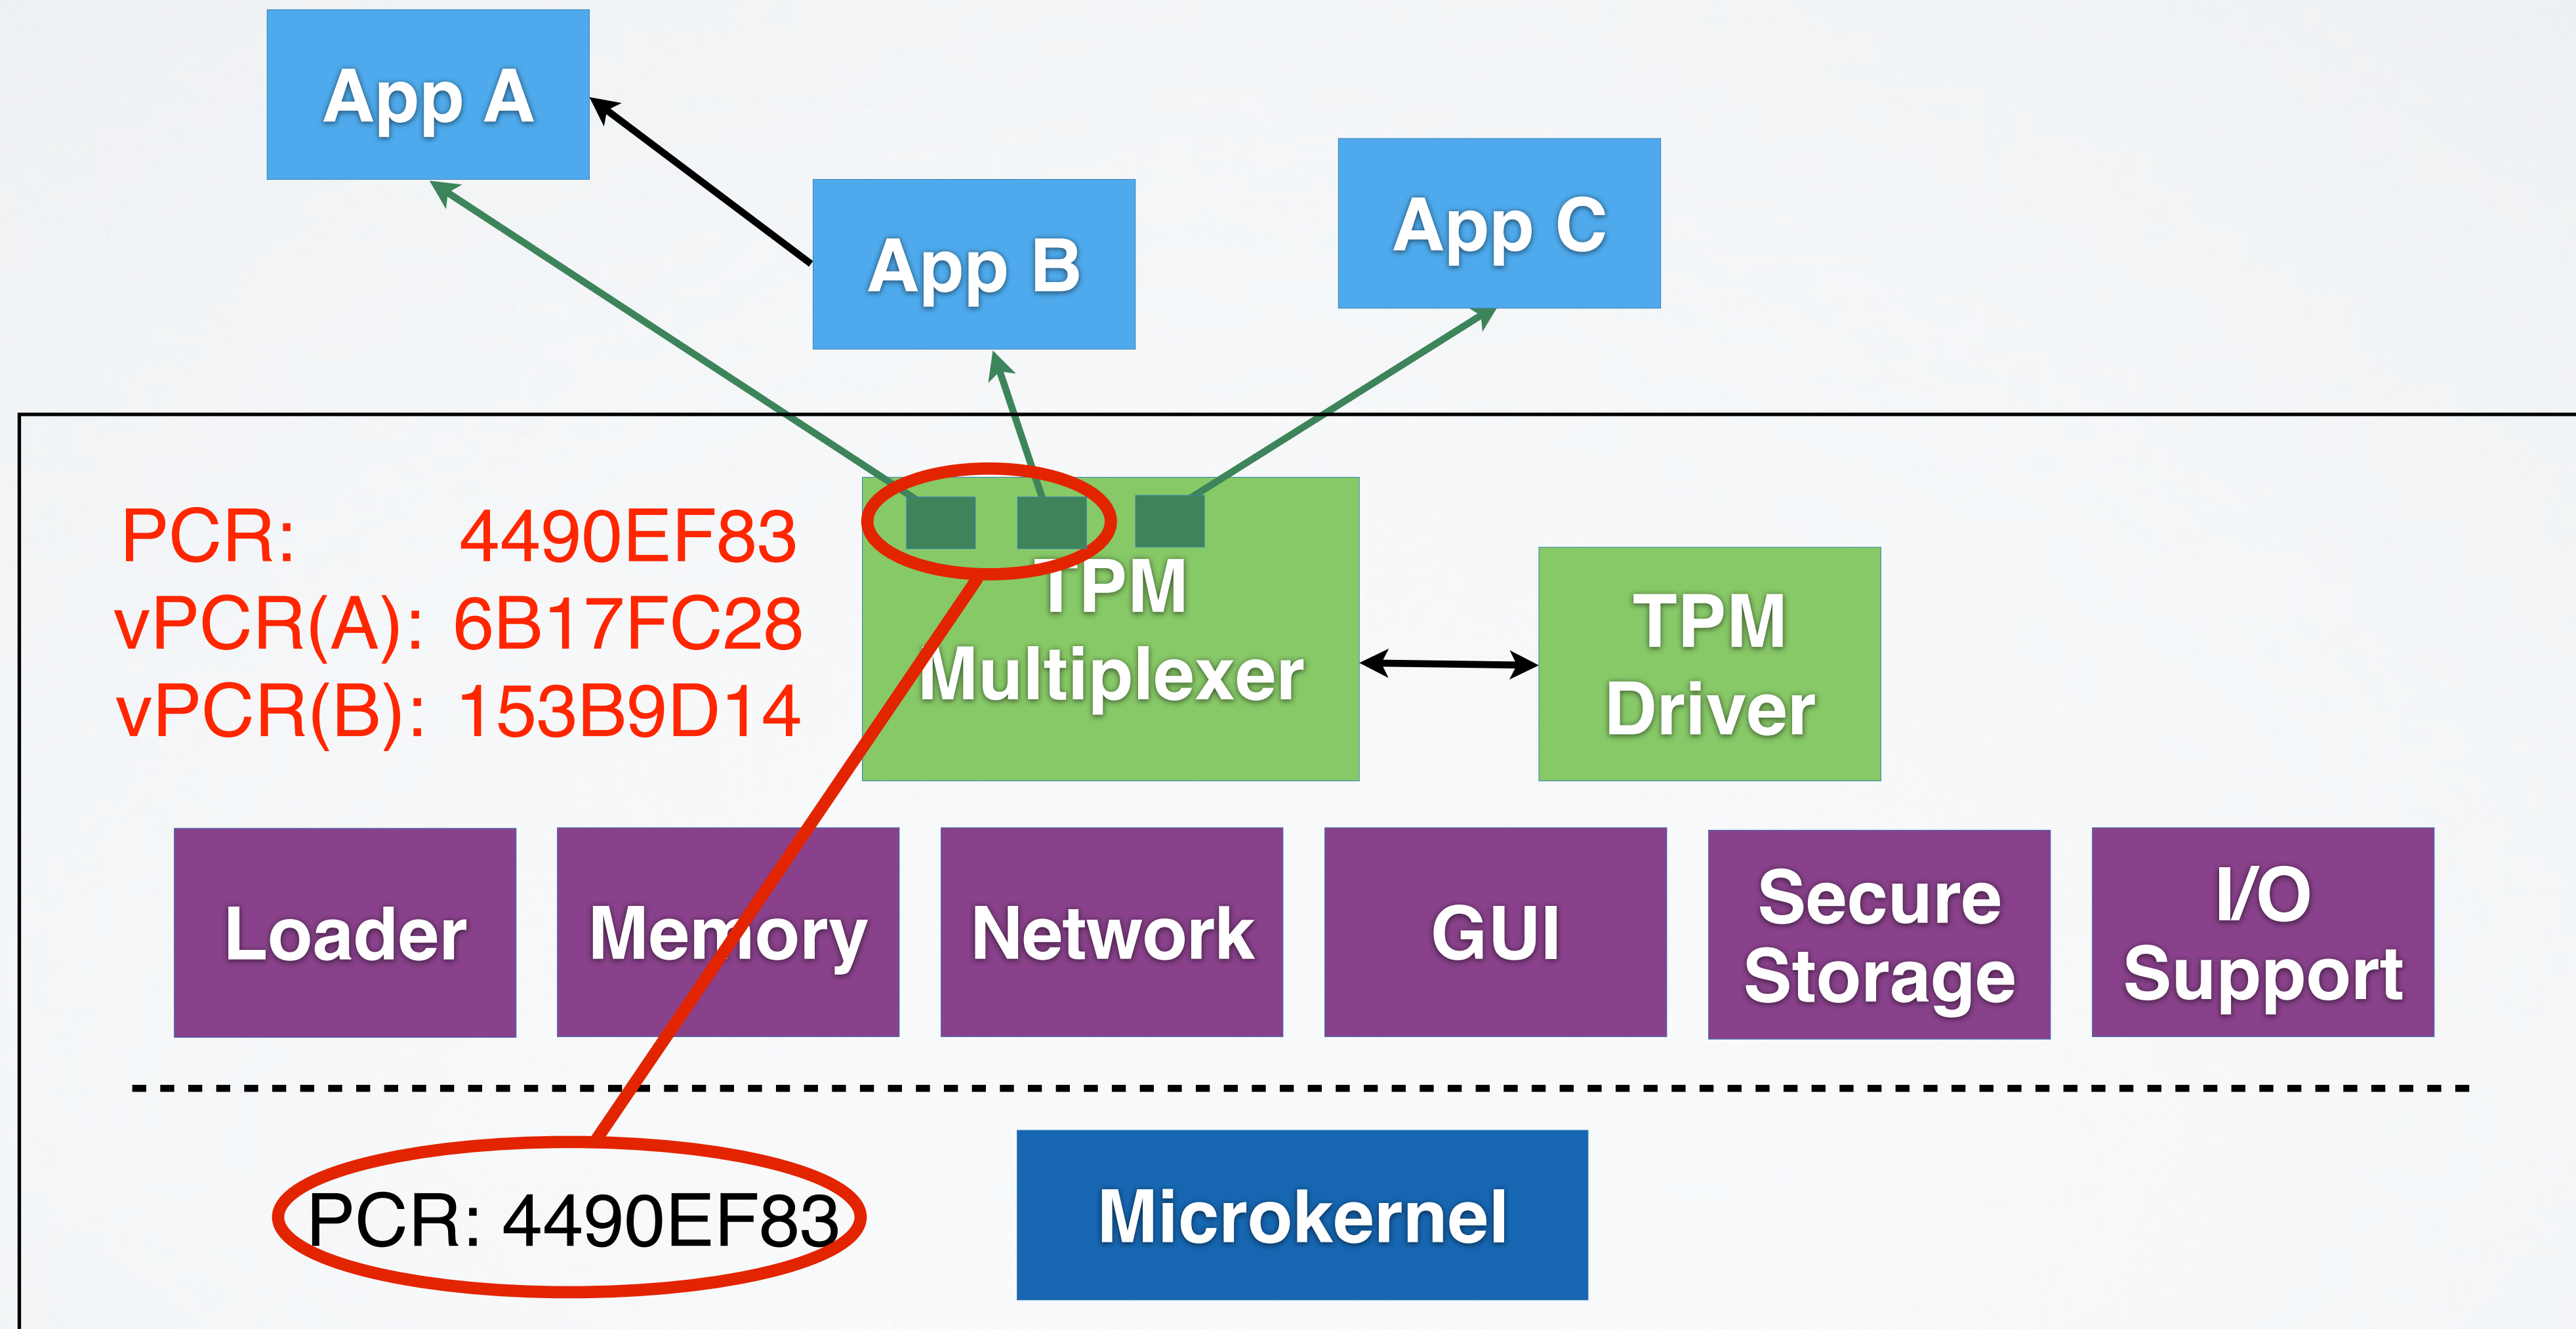 App A
App B
App C
PCR: 4490EF83
vPCR(A): 6B17FC28
vPCR(B): 153B9D14
TPM
Multiplexer
TPM
Driver
Loader
Memory
Network
GUI
Secure
Storage
I/O
Support
PCR: 4490EF83
Microkernel